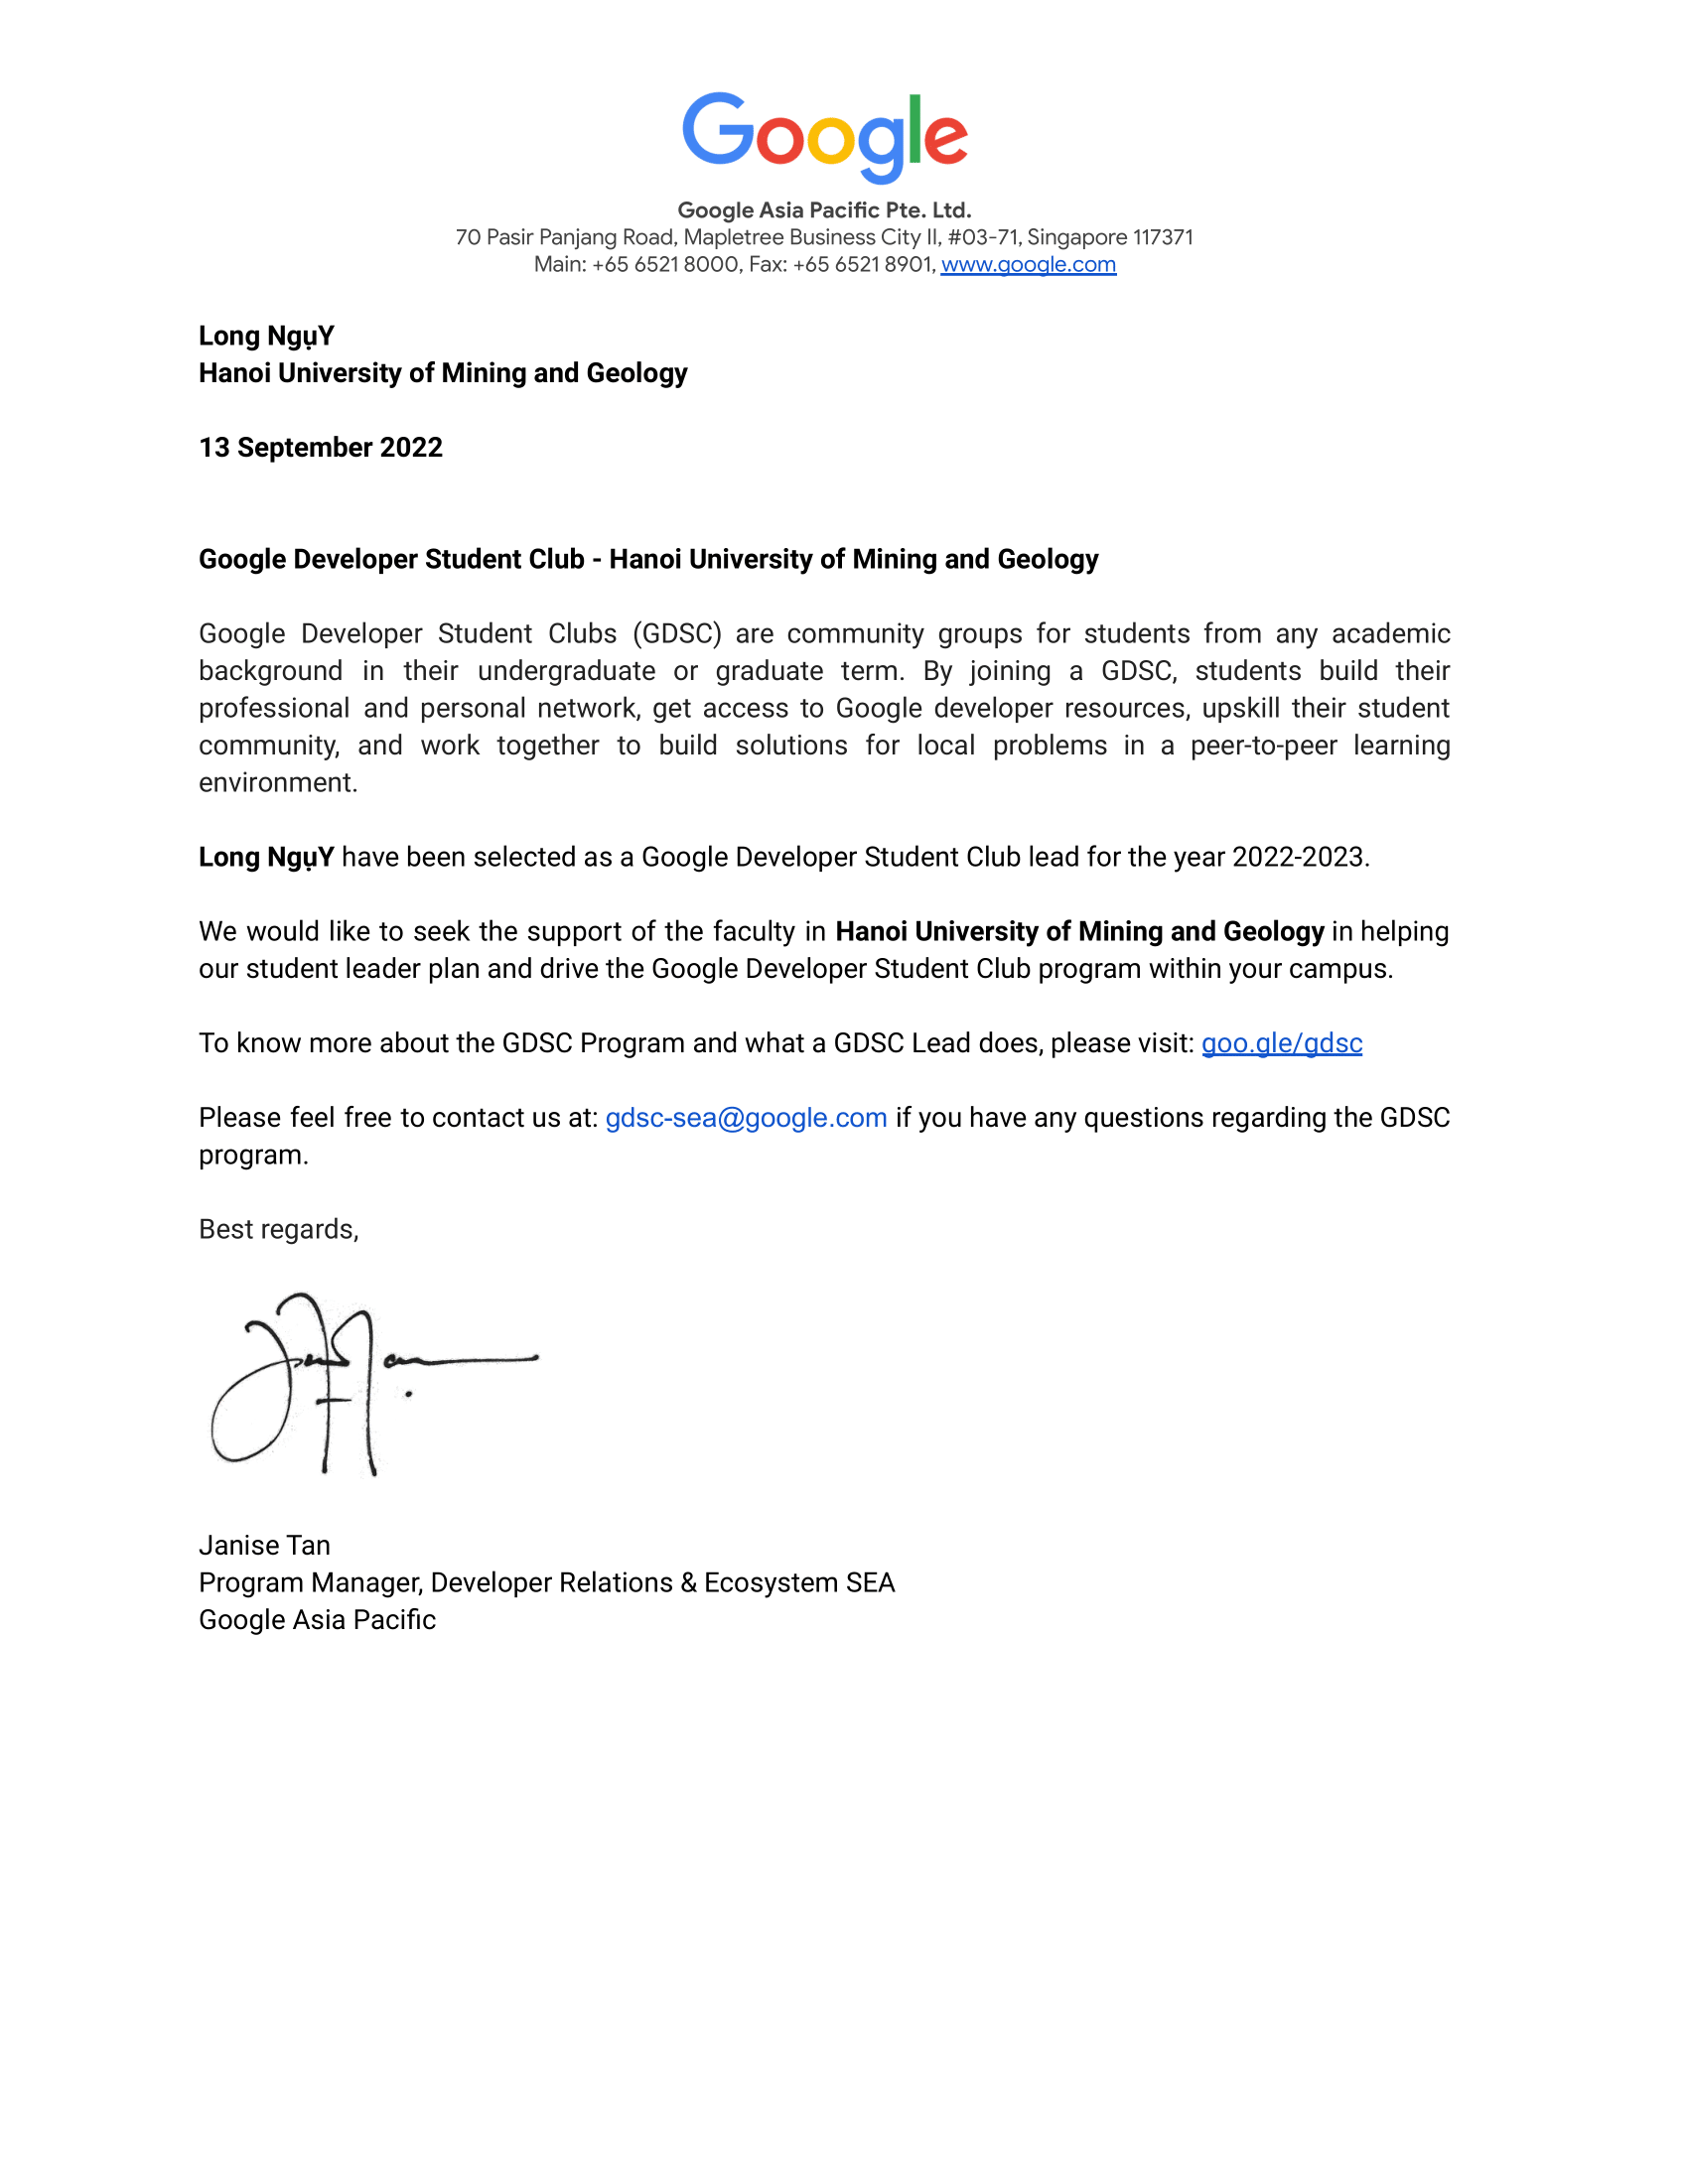 Google
Google Asia Pacific Pte. Ltd.
70 Pasir Panjang Road, Mapletree Business City II, #03-71, Singapore 117371
Main: +65 6521 8000, Fax: +65 6521 8901, www.google.com
Long NgụY
Hanoi University of Mining and Geology
13 September 2022
Google Developer Student Club - Hanoi University of Mining and Geology
Google Developer Student Clubs (GDSC) are community groups for students from any academic
background in their undergraduate or graduate term. By joining a GDSC, students build their
professional and personal network, get access to Google developer resources, upskill their student
community, and work together to build solutions for local problems in a peer-to-peer learning
environment.
Long NgụY have been selected as a Google Developer Student Club lead for the year 2022-2023.
We would like to seek the support of the faculty in Hanoi University of Mining and Geology in helping
our student leader plan and drive the Google Developer Student Club program within your campus.
To know more about the GDSC Program and what a GDSC Lead does, please visit: goo.gle/gdsc
Please feel free to contact us at: gdsc-sea@google.com if you have any questions regarding the GDSC
program.
Best regards,
Janise Tan
Program Manager, Developer Relations & Ecosystem SEA
Google Asia Pacific